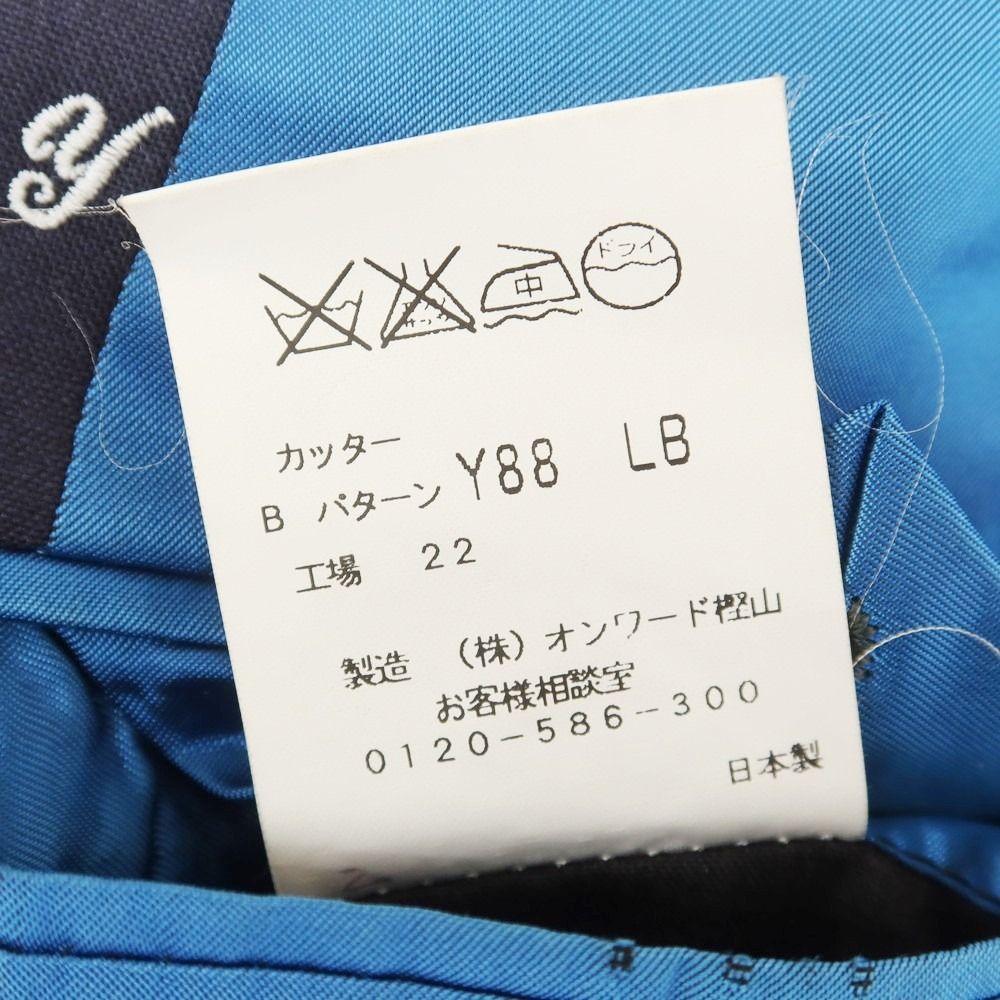 y
ドライ
中
カッター
B パターン Y88 LB
工場 22
製造 (株)オンワード樫山
お客様相談室
0120-586-300
日本製